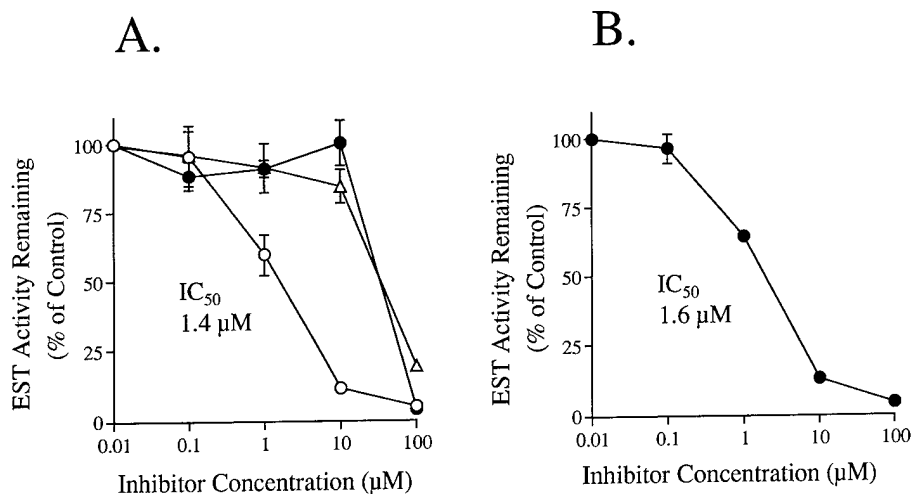 A.
EST Activity Remaining
(% of Control)
100
75
50
25
0
IC50
1.4 µM
0.01
0.1
1
10
100
Inhibitor Concentration (µM)
B.
EST Activity Remaining
(% of Control)
100
75
50
25
0
IC50
1.6 µM
0.01
0.1
1
10
100
Inhibitor Concentration (µM)